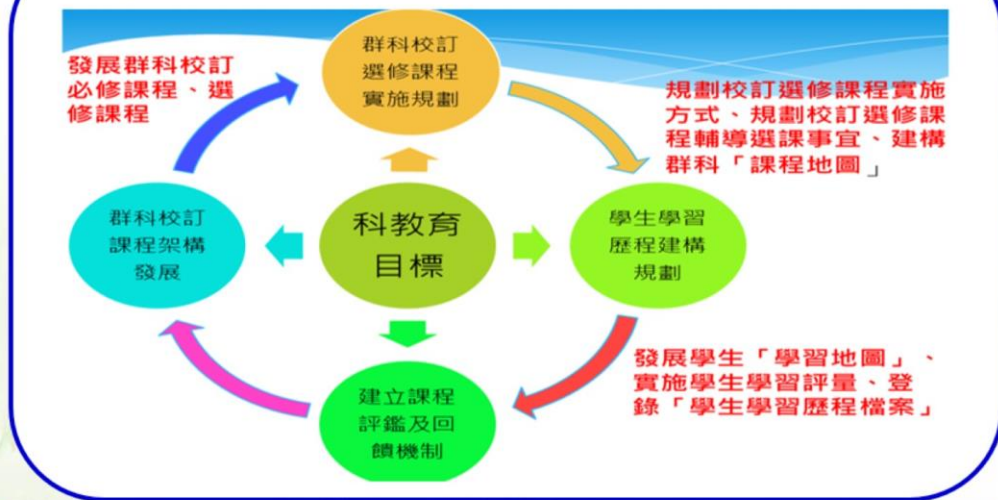 群科校訂
選修課程
實施規劃
發展群科校訂
必修課程、選
修課程
規劃校訂選修課程實施
方式、規劃校訂選修課
程輔導選課事宜、建構
群科「課程地圖」
群科校訂
課程架構
發展
科教育
目標
學生學習
歷程建構
規劃
發展學生「學習地圖」、
實施學生學習評量、登
錄「學生學習歷程檔案」
建立課程
評鑑及回
饋機制